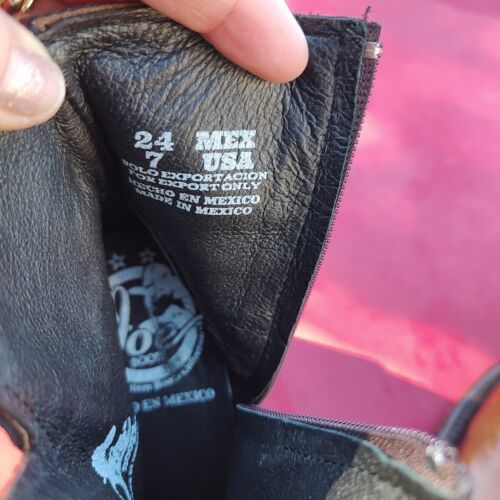 24 MEX
7 USA
SOLO EXPORTACION
FOR EXPORT ONLY
HECHO EN MEXICO
MADE IN MEXICO
EN MEXICO